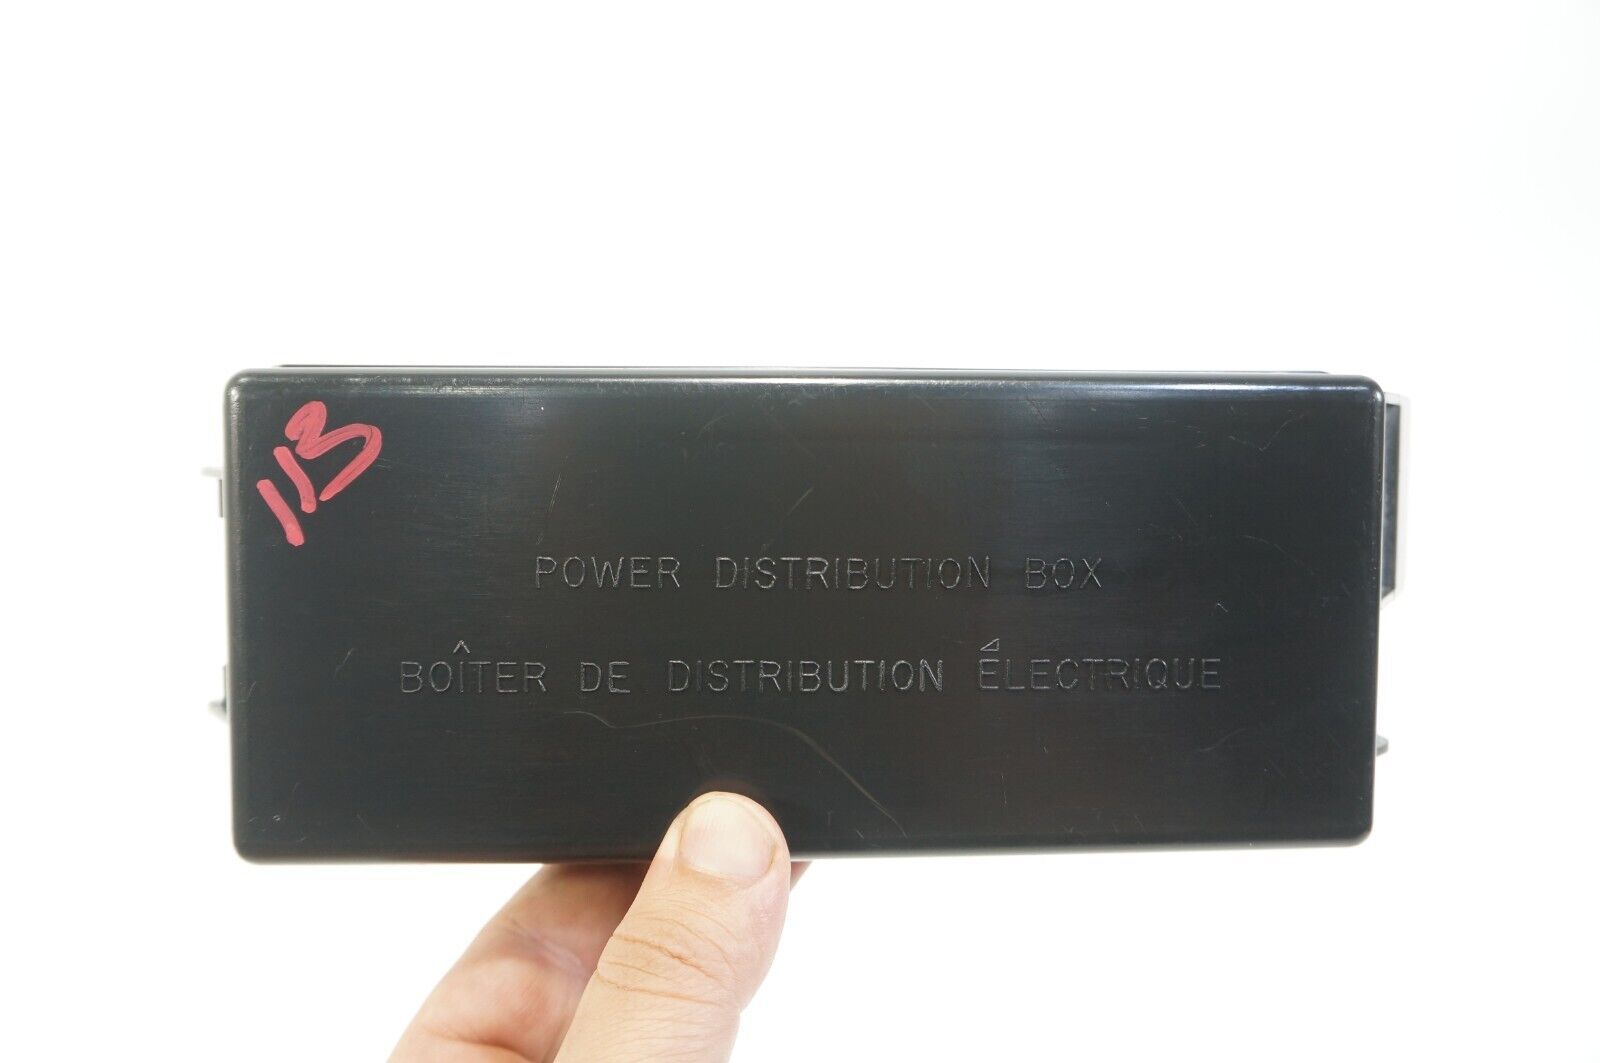 113
POWER DISTRIBUTION BOX
BOÎTER DE DISTRIBUTION ÉLECTRIQUE